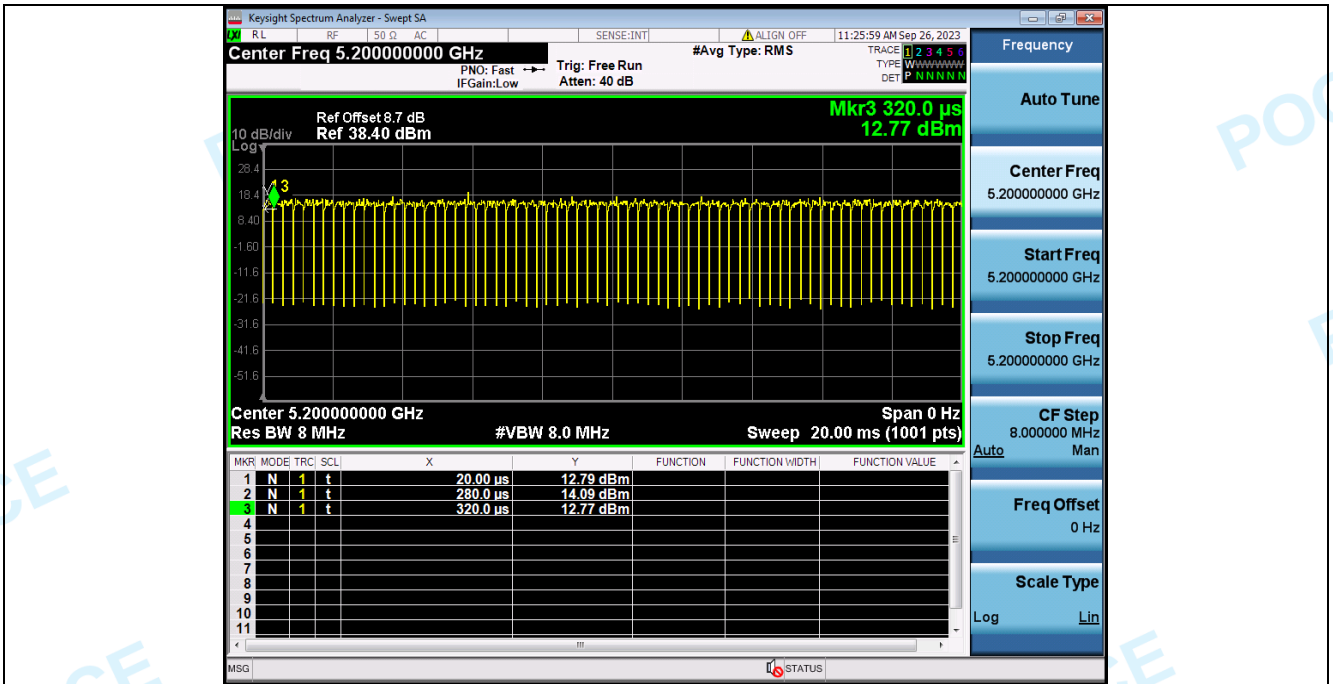 Keysight Spectrum Analyzer - Swept SA
LXI RL RF 50 Ω AC SENSE:INT ALIGN OFF 11:25:59 AM Sep 26, 2023
Center Freq 5.200000000 GHz #Avg Type: RMS TRACE 1 2 3 4 5 6
PNO: Fast Trig: Free Run TYPE WWWWWW
IFGain:Low Atten: 40 dB DET P N N N N N
Frequency
Auto Tune
Center Freq
5.200000000 GHz
Start Freq
5.200000000 GHz
Stop Freq
5.200000000 GHz
CF Step
8.000000 MHz
Auto Man
Freq Offset
0 Hz
Scale Type
Log Lin
Mkr3 320.0 µs
12.77 dBm
Ref Offset 8.7 dB
10 dB/div Ref 38.40 dBm
Log
28.4
18.4
8.40
-1.60
-11.6
-21.6
-31.6
-41.6
-51.6
1 3
Center 5.200000000 GHz Span 0 Hz
Res BW 8 MHz #VBW 8.0 MHz Sweep 20.00 ms (1001 pts)
MKR MODE TRC SCL X Y FUNCTION FUNCTION WIDTH FUNCTION VALUE
1 N 1 t 20.00 µs 12.79 dBm
2 N 1 t 280.0 µs 14.09 dBm
3 N 1 t 320.0 µs 12.77 dBm
4
5
6
7
8
9
10
11
MSG STATUS